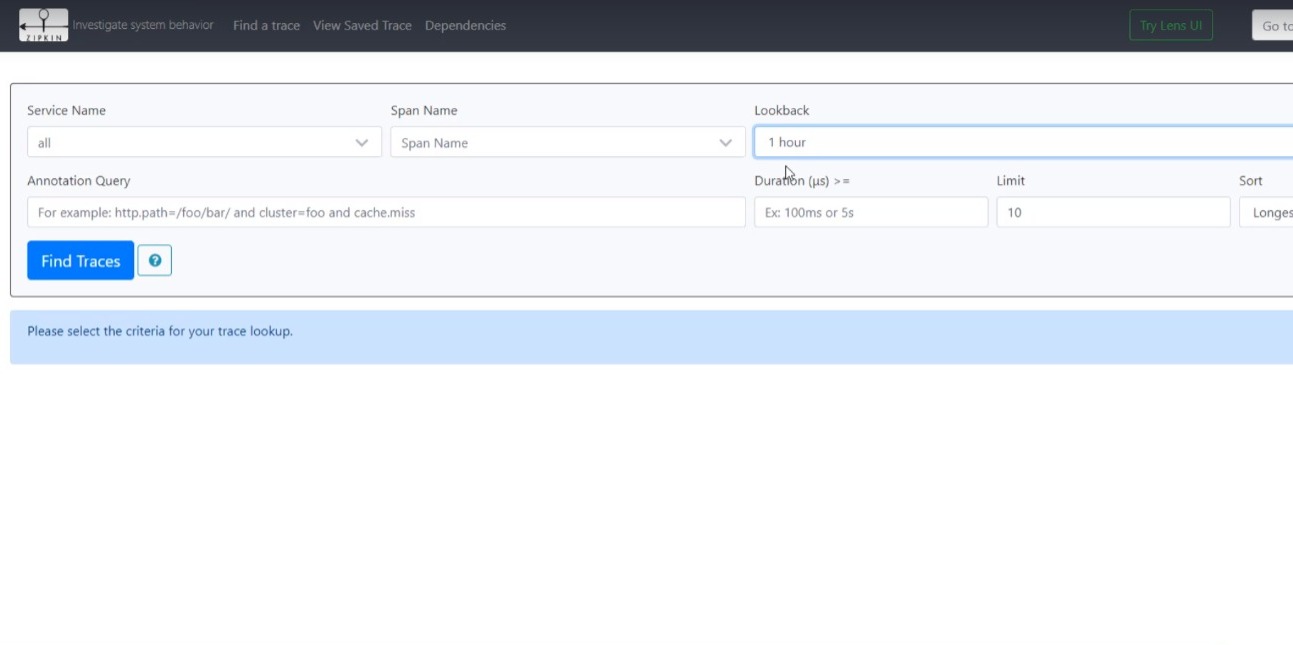 ZIPKIN Investigate system behavior Find a trace View Saved Trace Dependencies Try Lens UI Go to
Service Name Span Name Lookback
all Span Name 1 hour
Annotation Query Duration (μs) >= Limit Sort
For example: http.path=/foo/bar/ and cluster=foo and cache.miss Ex: 100ms or 5s 10 Longes
Find Traces ?
Please select the criteria for your trace lookup.